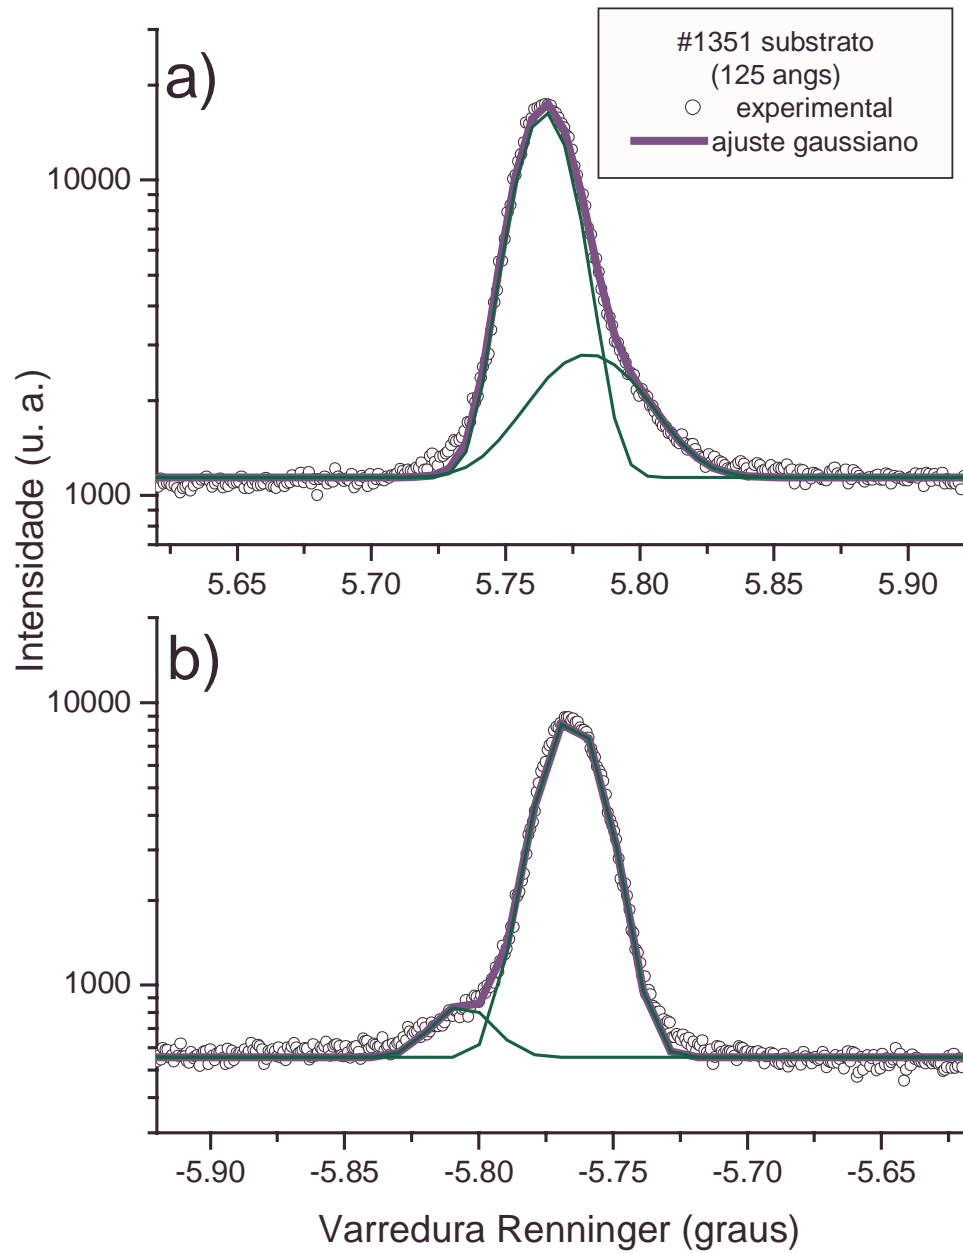 #1351 substrato
(125 angs)
experimental
ajuste gaussiano
a)
10000
1000
5.65
5.70
5.75
5.80
5.85
5.90
Intensidade (u. a.)
b)
10000
1000
-5.90
-5.85
-5.80
-5.75
-5.70
-5.65
Varredura Renninger (graus)